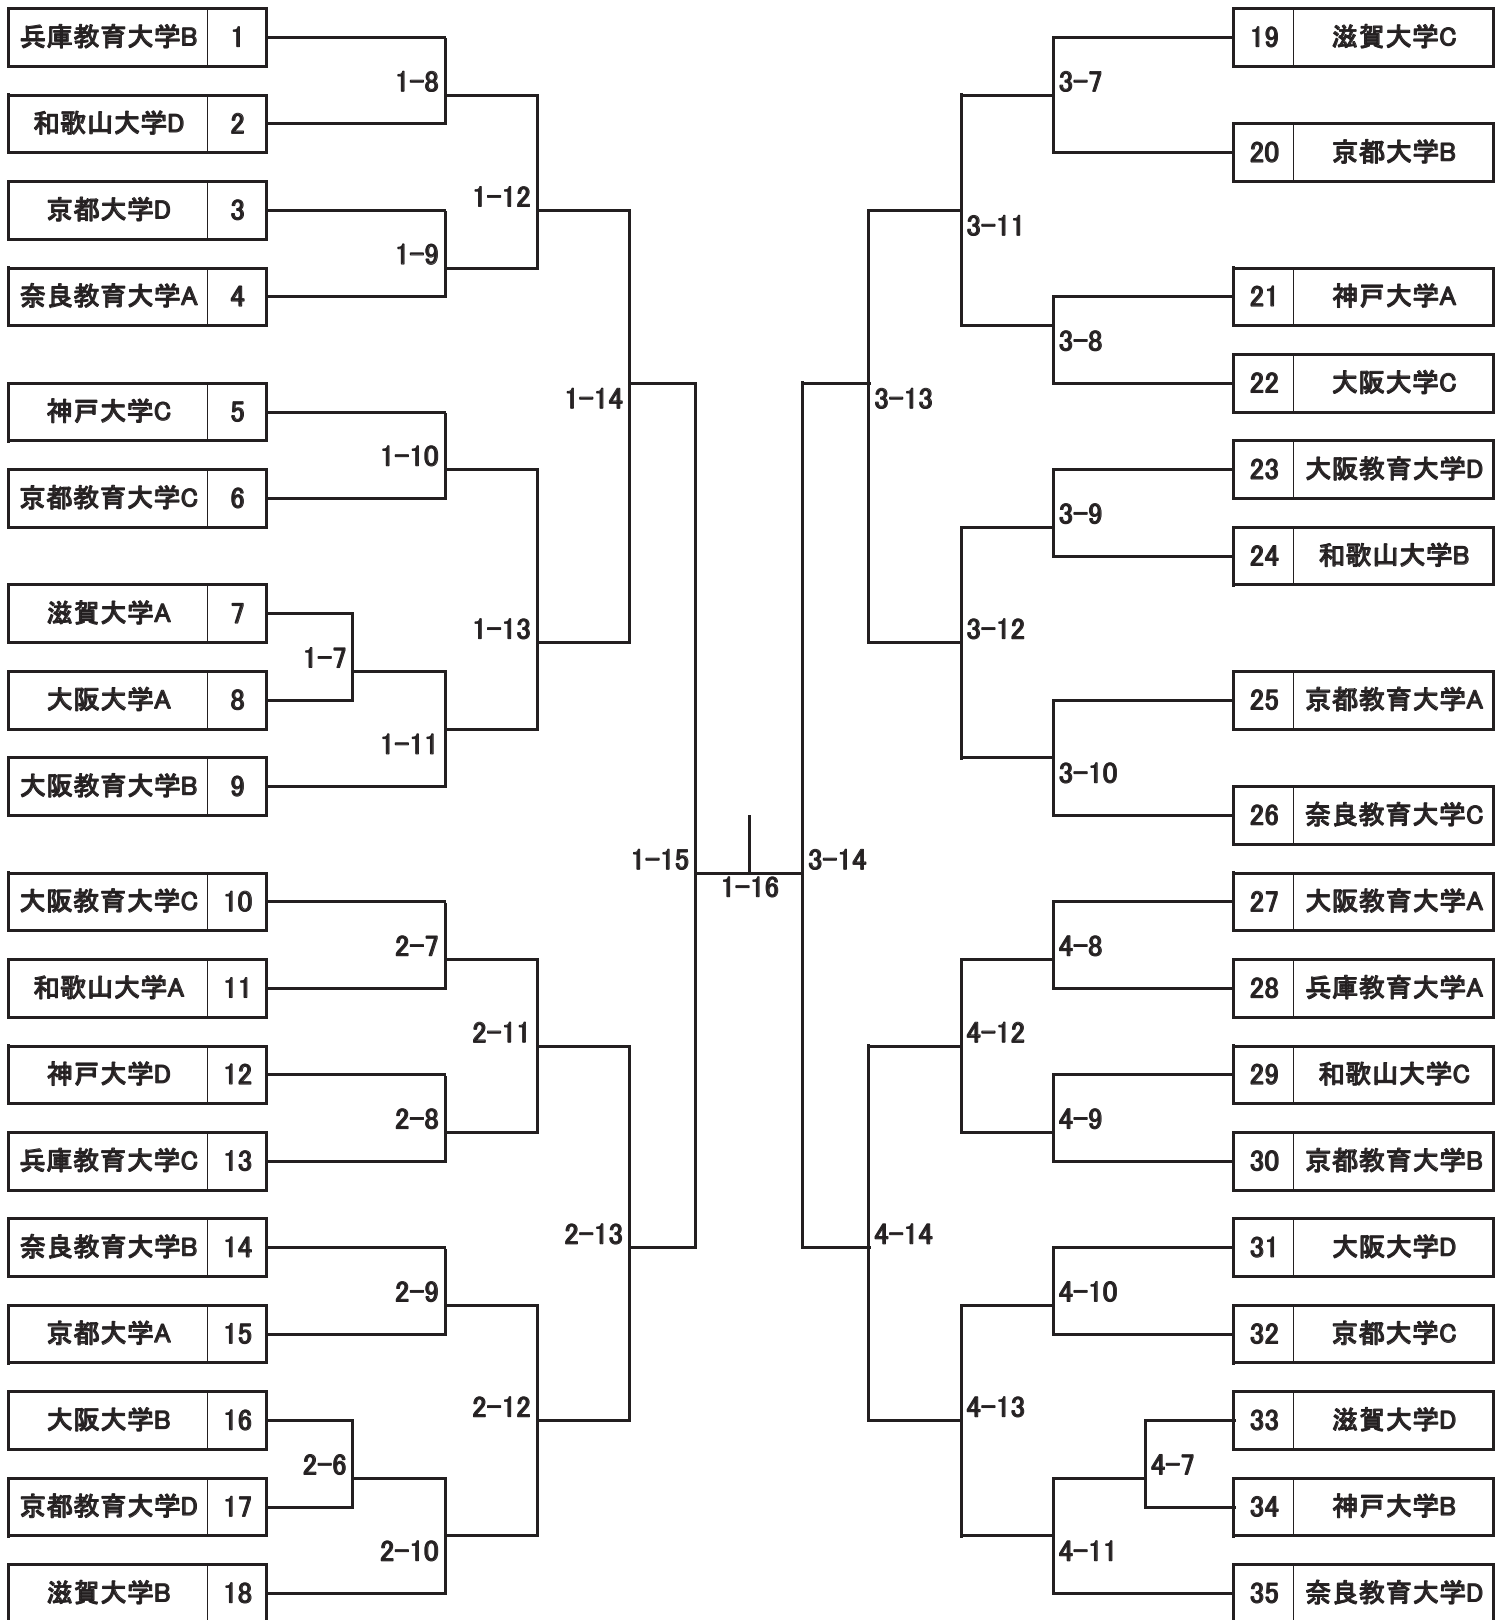 兵庫教育大学B 1
和歌山大学D 2
京都大学D 3
奈良教育大学A 4
神戸大学C 5
京都教育大学C 6
滋賀大学A 7
大阪大学A 8
大阪教育大学B 9
大阪教育大学C 10
和歌山大学A 11
神戸大学D 12
兵庫教育大学C 13
奈良教育大学B 14
京都大学A 15
大阪大学B 16
京都教育大学D 17
滋賀大学B 18
1-7
2-6
1-8
1-9
1-10
1-11
2-7
2-8
2-9
2-10
1-12
1-13
2-11
2-12
1-14
2-13
1-15
1-16
3-14
3-13
4-14
3-11
3-12
4-12
4-13
3-7
3-8
3-9
3-10
4-8
4-9
4-10
4-11
4-7
19 滋賀大学C
20 京都大学B
21 神戸大学A
22 大阪大学C
23 大阪教育大学D
24 和歌山大学B
25 京都教育大学A
26 奈良教育大学C
27 大阪教育大学A
28 兵庫教育大学A
29 和歌山大学C
30 京都教育大学B
31 大阪大学D
32 京都大学C
33 滋賀大学D
34 神戸大学B
35 奈良教育大学D